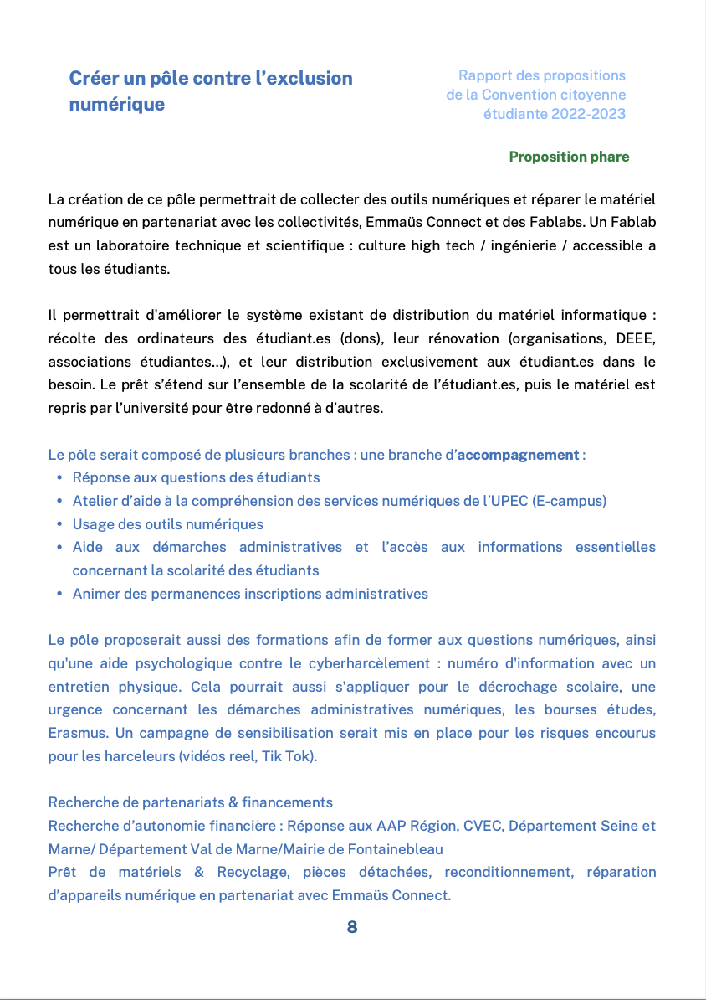 Créer un pôle contre l’exclusion
numérique
Rapport des propositions
de la Convention citoyenne
étudiante 2022-2023
Proposition phare
La création de ce pôle permettrait de collecter des outils numériques et réparer le matériel
numérique en partenariat avec les collectivités, Emmaüs Connect et des Fablabs. Un Fablab
est un laboratoire technique et scientifique : culture high tech / ingénierie / accessible a
tous les étudiants.
Il permettrait d'améliorer le système existant de distribution du matériel informatique :
récolte des ordinateurs des étudiant.es (dons), leur rénovation (organisations, DEEE,
associations étudiantes...), et leur distribution exclusivement aux étudiant.es dans le
besoin. Le prêt s’étend sur l’ensemble de la scolarité de l’étudiant.es, puis le matériel est
repris par l’université pour être redonné à d’autres.
Le pôle serait composé de plusieurs branches : une branche d’accompagnement :
• Réponse aux questions des étudiants
• Atelier d’aide à la compréhension des services numériques de l’UPEC (E-campus)
• Usage des outils numériques
• Aide aux démarches administratives et l’accès aux informations essentielles
concernant la scolarité des étudiants
• Animer des permanences inscriptions administratives
Le pôle proposerait aussi des formations afin de former aux questions numériques, ainsi
qu'une aide psychologique contre le cyberharcèlement : numéro d'information avec un
entretien physique. Cela pourrait aussi s'appliquer pour le décrochage scolaire, une
urgence concernant les démarches administratives numériques, les bourses études,
Erasmus. Un campagne de sensibilisation serait mis en place pour les risques encourus
pour les harceleurs (vidéos reel, Tik Tok).
Recherche de partenariats & financements
Recherche d’autonomie financière : Réponse aux AAP Région, CVEC, Département Seine et
Marne/ Département Val de Marne/Mairie de Fontainebleau
Prêt de matériels & Recyclage, pièces détachées, reconditionnement, réparation
d’appareils numérique en partenariat avec Emmaüs Connect.
8